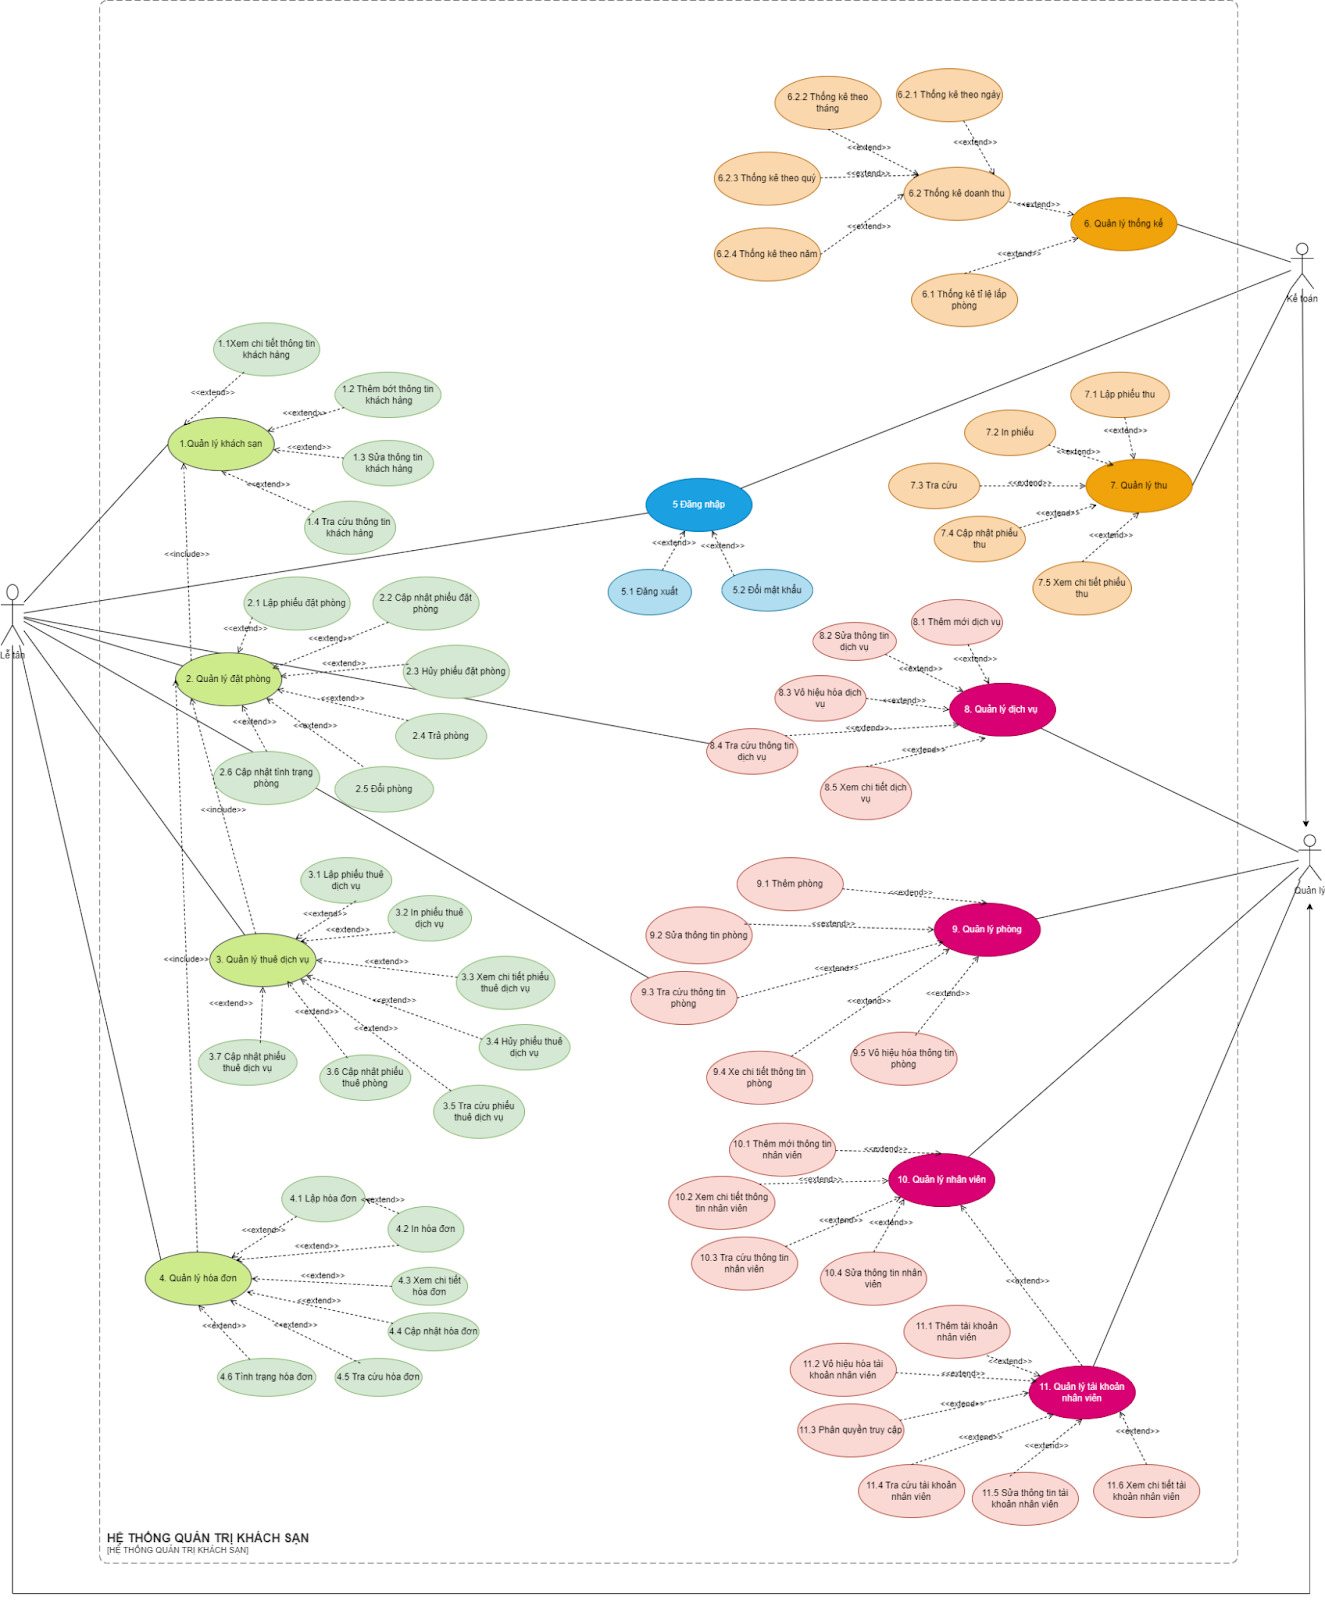 6.2.2 Thống kê theo
tháng
6.2.1 Thống kê theo ngày
<<extend>>
<<extend>>
6.2.3 Thống kê theo quý
<<extend>>
6.2 Thống kê doanh thu
<<extend>>
6. Quản lý thống kê
<<extend>>
6.2.4 Thống kê theo năm
<<extend>>
6.1 Thống kê tỉ lệ lấp
phòng
Kế toán
1.1Xem chi tiết thông tin
khách hàng
<<extend>>
1.2 Thêm bớt thông tin
khách hàng
<<extend>>
1.Quản lý khách sạn
<<extend>>
1.3 Sửa thông tin
khách hàng
<<extend>>
1.4 Tra cứu thông tin
khách hàng
<<include>>
7.1 Lập phiếu thu
<<extend>>
7.2 In phiếu
<<extend>>
7.3 Tra cứu
<<extend>>
7. Quản lý thu
<<extend>>
7.4 Cập nhật phiếu
thu
<<extend>>
7.5 Xem chi tiết phiếu
thu
5 Đăng nhập
<<extend>>
<<extend>>
5.1 Đăng xuất
5.2 Đổi mật khẩu
Lễ tân
2.1 Lập phiếu đặt phòng
2.2 Cập nhật phiếu đặt
phòng
<<extend>>
<<extend>>
<<extend>>
2.3 Hủy phiếu đặt phòng
2. Quản lý đặt phòng
<<extend>>
<<extend>>
<<extend>>
2.4 Trả phòng
2.6 Cập nhật tình trạng
phòng
2.5 Đổi phòng
<<include>>
8.1 Thêm mới dịch vụ
8.2 Sửa thông tin
dịch vụ
<<extend>>
<<extend>>
8.3 Vô hiệu hòa dịch
vụ
<<extend>>
8. Quản lý dịch vụ
<<extend>>
8.4 Tra cứu thông tin
dịch vụ
<<extend>>
8.5 Xem chi tiết dịch
vụ
Quản lý
3.1 Lập phiếu thuê
dịch vụ
<<extend>>
3.2 In phiếu thuê
dịch vụ
<<extend>>
<<include>>
3. Quản lý thuê dịch vụ
<<extend>>
3.3 Xem chi tiết phiếu
thuê dịch vụ
<<extend>>
<<extend>>
<<extend>>
<<extend>>
3.4 Hủy phiếu thuê
dịch vụ
3.7 Cập nhật phiếu
thuê dịch vụ
3.6 Cập nhật phiếu
thuê phòng
3.5 Tra cứu phiếu
thuê dịch vụ
9.1 Thêm phòng
<<extend>>
<<extend>>
9.2 Sửa thông tin phòng
9. Quản lý phòng
<<extend>>
9.3 Tra cứu thông tin
phòng
<<extend>>
<<extend>>
9.4 Xe chi tiết thông tin
phòng
9.5 Vô hiệu hóa thông tin
phòng
10.1 Thêm mới thông tin
nhân viên
<<extend>>
10.2 Xem chi tiết thông
tin nhân viên
<<extend>>
10. Quản lý nhân viên
<<extend>>
<<extend>>
10.3 Tra cứu thông tin
nhân viên
10.4 Sửa thông tin nhân
viên
<<extend>>
4.1 Lập hòa đơn
<<extend>>
4.2 In hòa đơn
<<extend>>
<<extend>>
4. Quản lý hóa đơn
<<extend>>
4.3 Xem chi tiết
hòa đơn
<<extend>>
4.4 Cập nhật hòa đơn
<<extend>>
<<extend>>
4.6 Tình trạng hòa đơn
4.5 Tra cứu hòa đơn
11.1 Thêm tài khoản
nhân viên
<<extend>>
11.2 Vô hiệu hòa tài
khoản nhân viên
<<extend>>
11. Quản lý tài khoản
nhân viên
<<extend>>
11.3 Phân quyền truy cập
<<extend>>
<<extend>>
<<extend>>
11.4 Tra cứu tài khoản
nhân viên
11.5 Sửa thông tin tài
khoản nhân viên
11.6 Xem chi tiết tài
khoản nhân viên
HỆ THỐNG QUẢN TRỊ KHÁCH SẠN
[HỆ THỐNG QUẢN TRỊ KHÁCH SẠN]